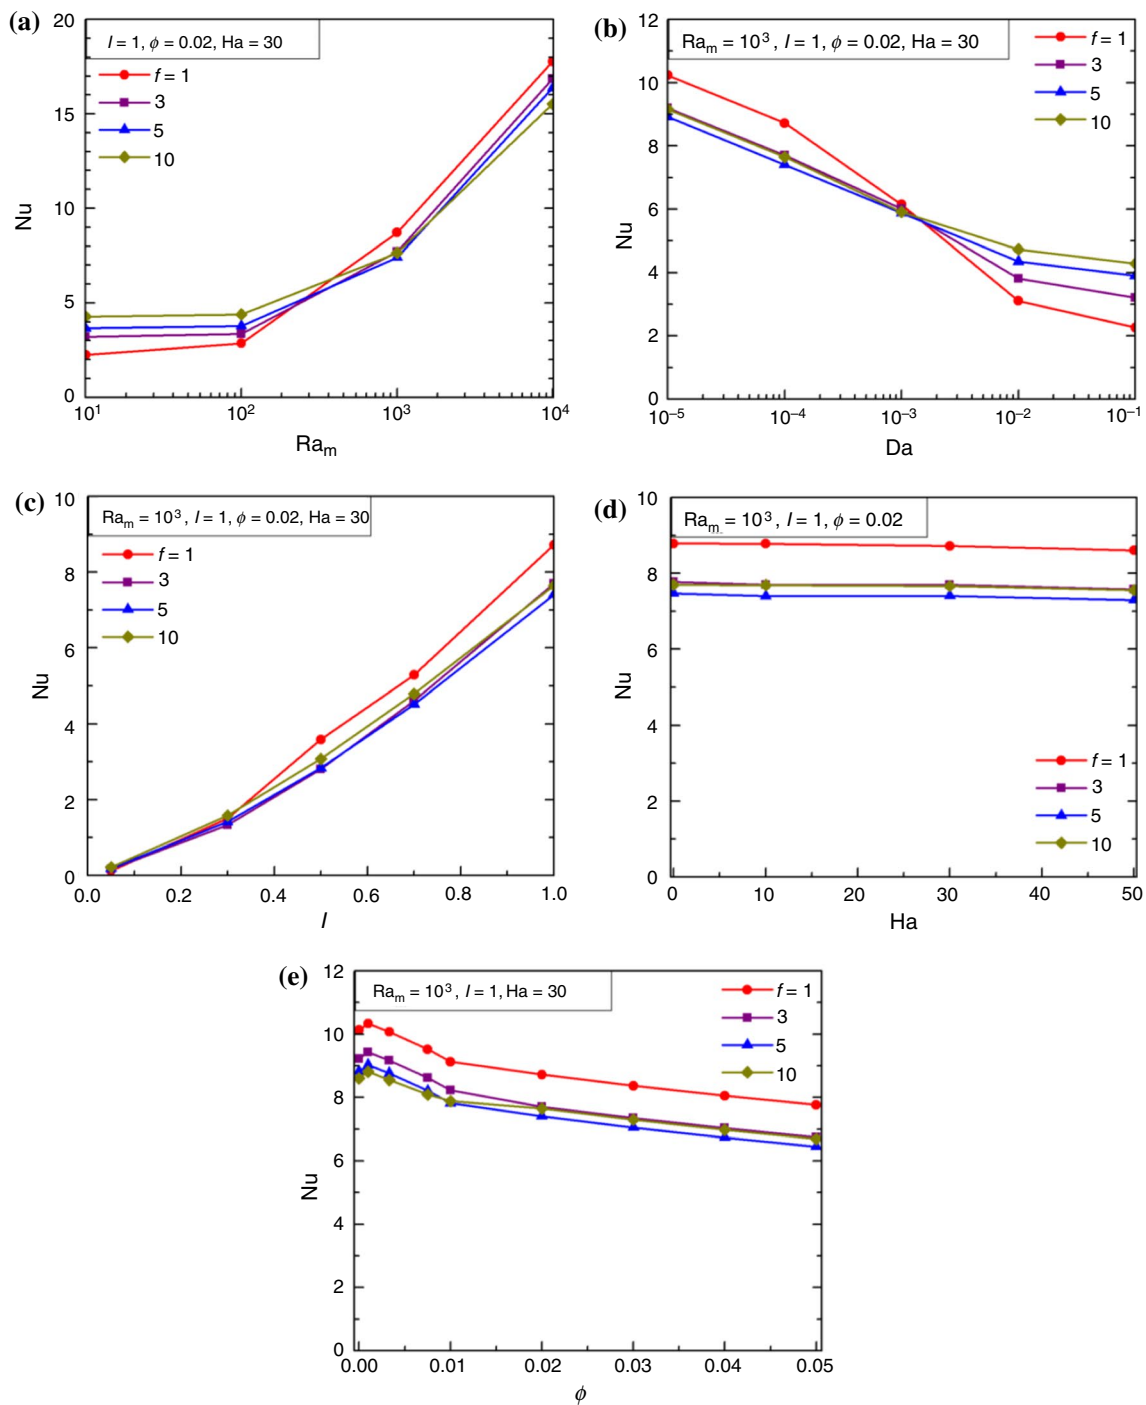 (a)
l = 1, ϕ = 0.02, Ha = 30
f = 1
3
5
10
20
15
10
5
0
Nu
10¹ 10² 10³ 10⁴
Raₘ
(b)
Raₘ = 10³ , l = 1, ϕ = 0.02, Ha = 30
f = 1
3
5
10
12
10
8
6
4
2
0
Nu
10⁻⁵ 10⁻⁴ 10⁻³ 10⁻² 10⁻¹
Da
(c)
Raₘ = 10³ , l = 1, ϕ = 0.02, Ha = 30
f = 1
3
5
10
10
8
6
4
2
0
Nu
0.0 0.2 0.4 0.6 0.8 1.0
l
(d)
Raₘ = 10³ , l = 1, ϕ = 0.02
f = 1
3
5
10
10
8
6
4
2
0
Nu
0 10 20 30 40 50
Ha
(e)
Raₘ = 10³ , l = 1, Ha = 30
f = 1
3
5
10
12
10
8
6
4
2
0
Nu
0.00 0.01 0.02 0.03 0.04 0.05
ϕ